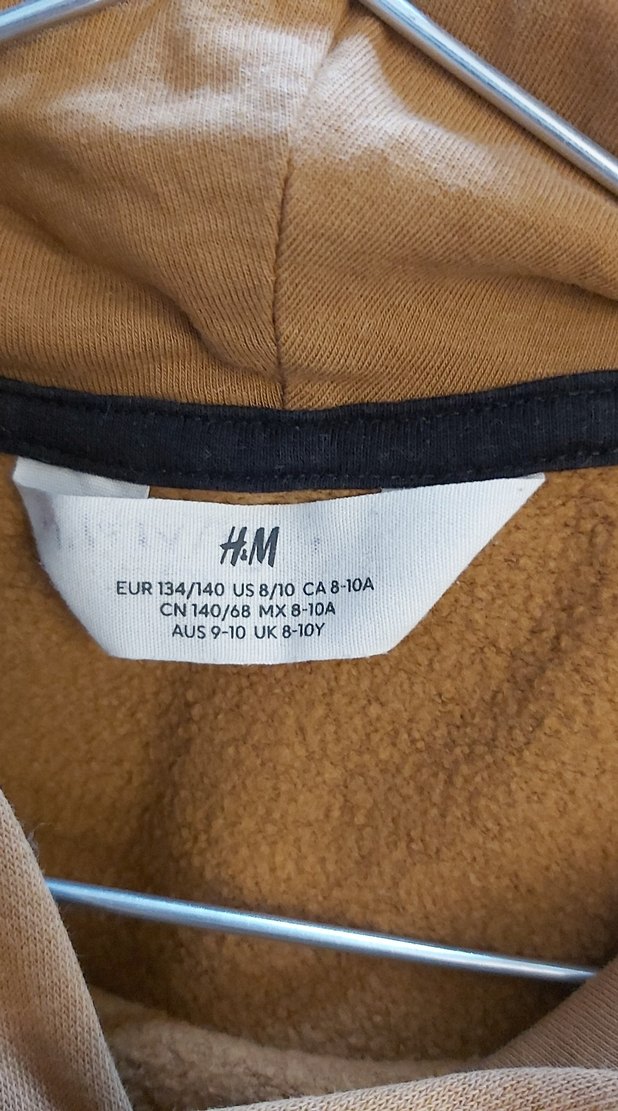 H&M
EUR 134/140 US 8/10 CA 8-10A
CN 140/68 MX 8-10A
AUS 9-10 UK 8-10Y